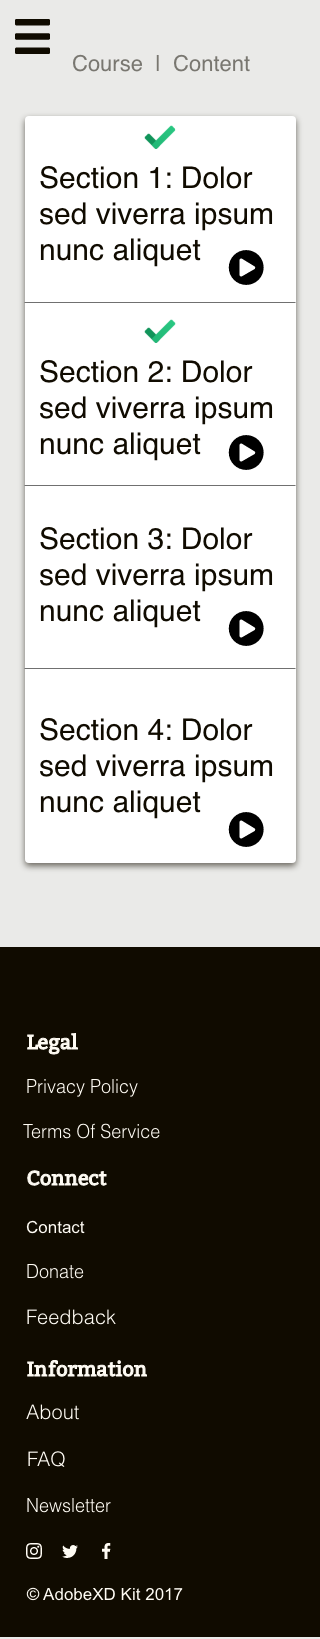 Course | Content
Section 1: Dolor
sed viverra ipsum
nunc aliquet
Section 2: Dolor
sed viverra ipsum
nunc aliquet
Section 3: Dolor
sed viverra ipsum
nunc aliquet
Section 4: Dolor
sed viverra ipsum
nunc aliquet
Legal
Privacy Policy
Terms Of Service
Connect
Contact
Donate
Feedback
Information
About
FAQ
Newsletter
© AdobeXD Kit 2017